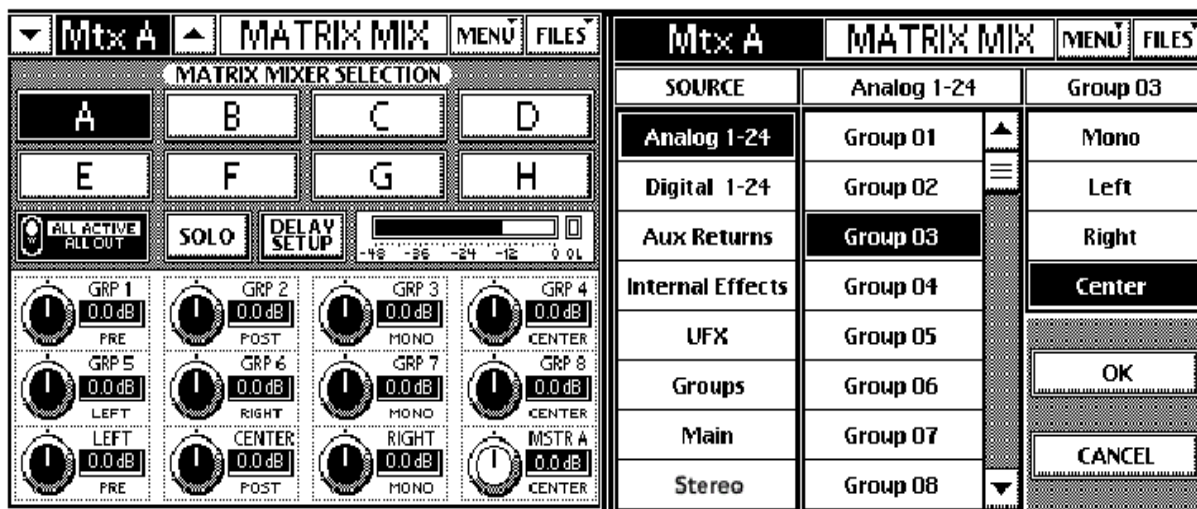 Mtx A MATRIX MIX MENU FILES
MATRIX MIXER SELECTION
A B C D
E F G H
ALL ACTIVE
ALL OUT
SOLO
DELAY
SETUP
-48 -36 -24 -12 0 OL
GRP 1 GRP 2 GRP 3 GRP 4
0.0 dB 0.0 dB 0.0 dB 0.0 dB
PRE POST MONO CENTER
GRP 5 GRP 6 GRP 7 GRP 8
0.0 dB 0.0 dB 0.0 dB 0.0 dB
LEFT RIGHT MONO CENTER
LEFT CENTER RIGHT MSTR A
0.0 dB 0.0 dB 0.0 dB 0.0 dB
PRE POST MONO CENTER
Mtx A MATRIX MIX MENU FILES
SOURCE Analog 1-24 Group 03
Analog 1-24 Group 01 Mono
Digital 1-24 Group 02 Left
Aux Returns Group 03 Right
Internal Effects Group 04 Center
UFX Group 05
Groups Group 06 OK
Main Group 07
CANCEL
Stereo Group 08